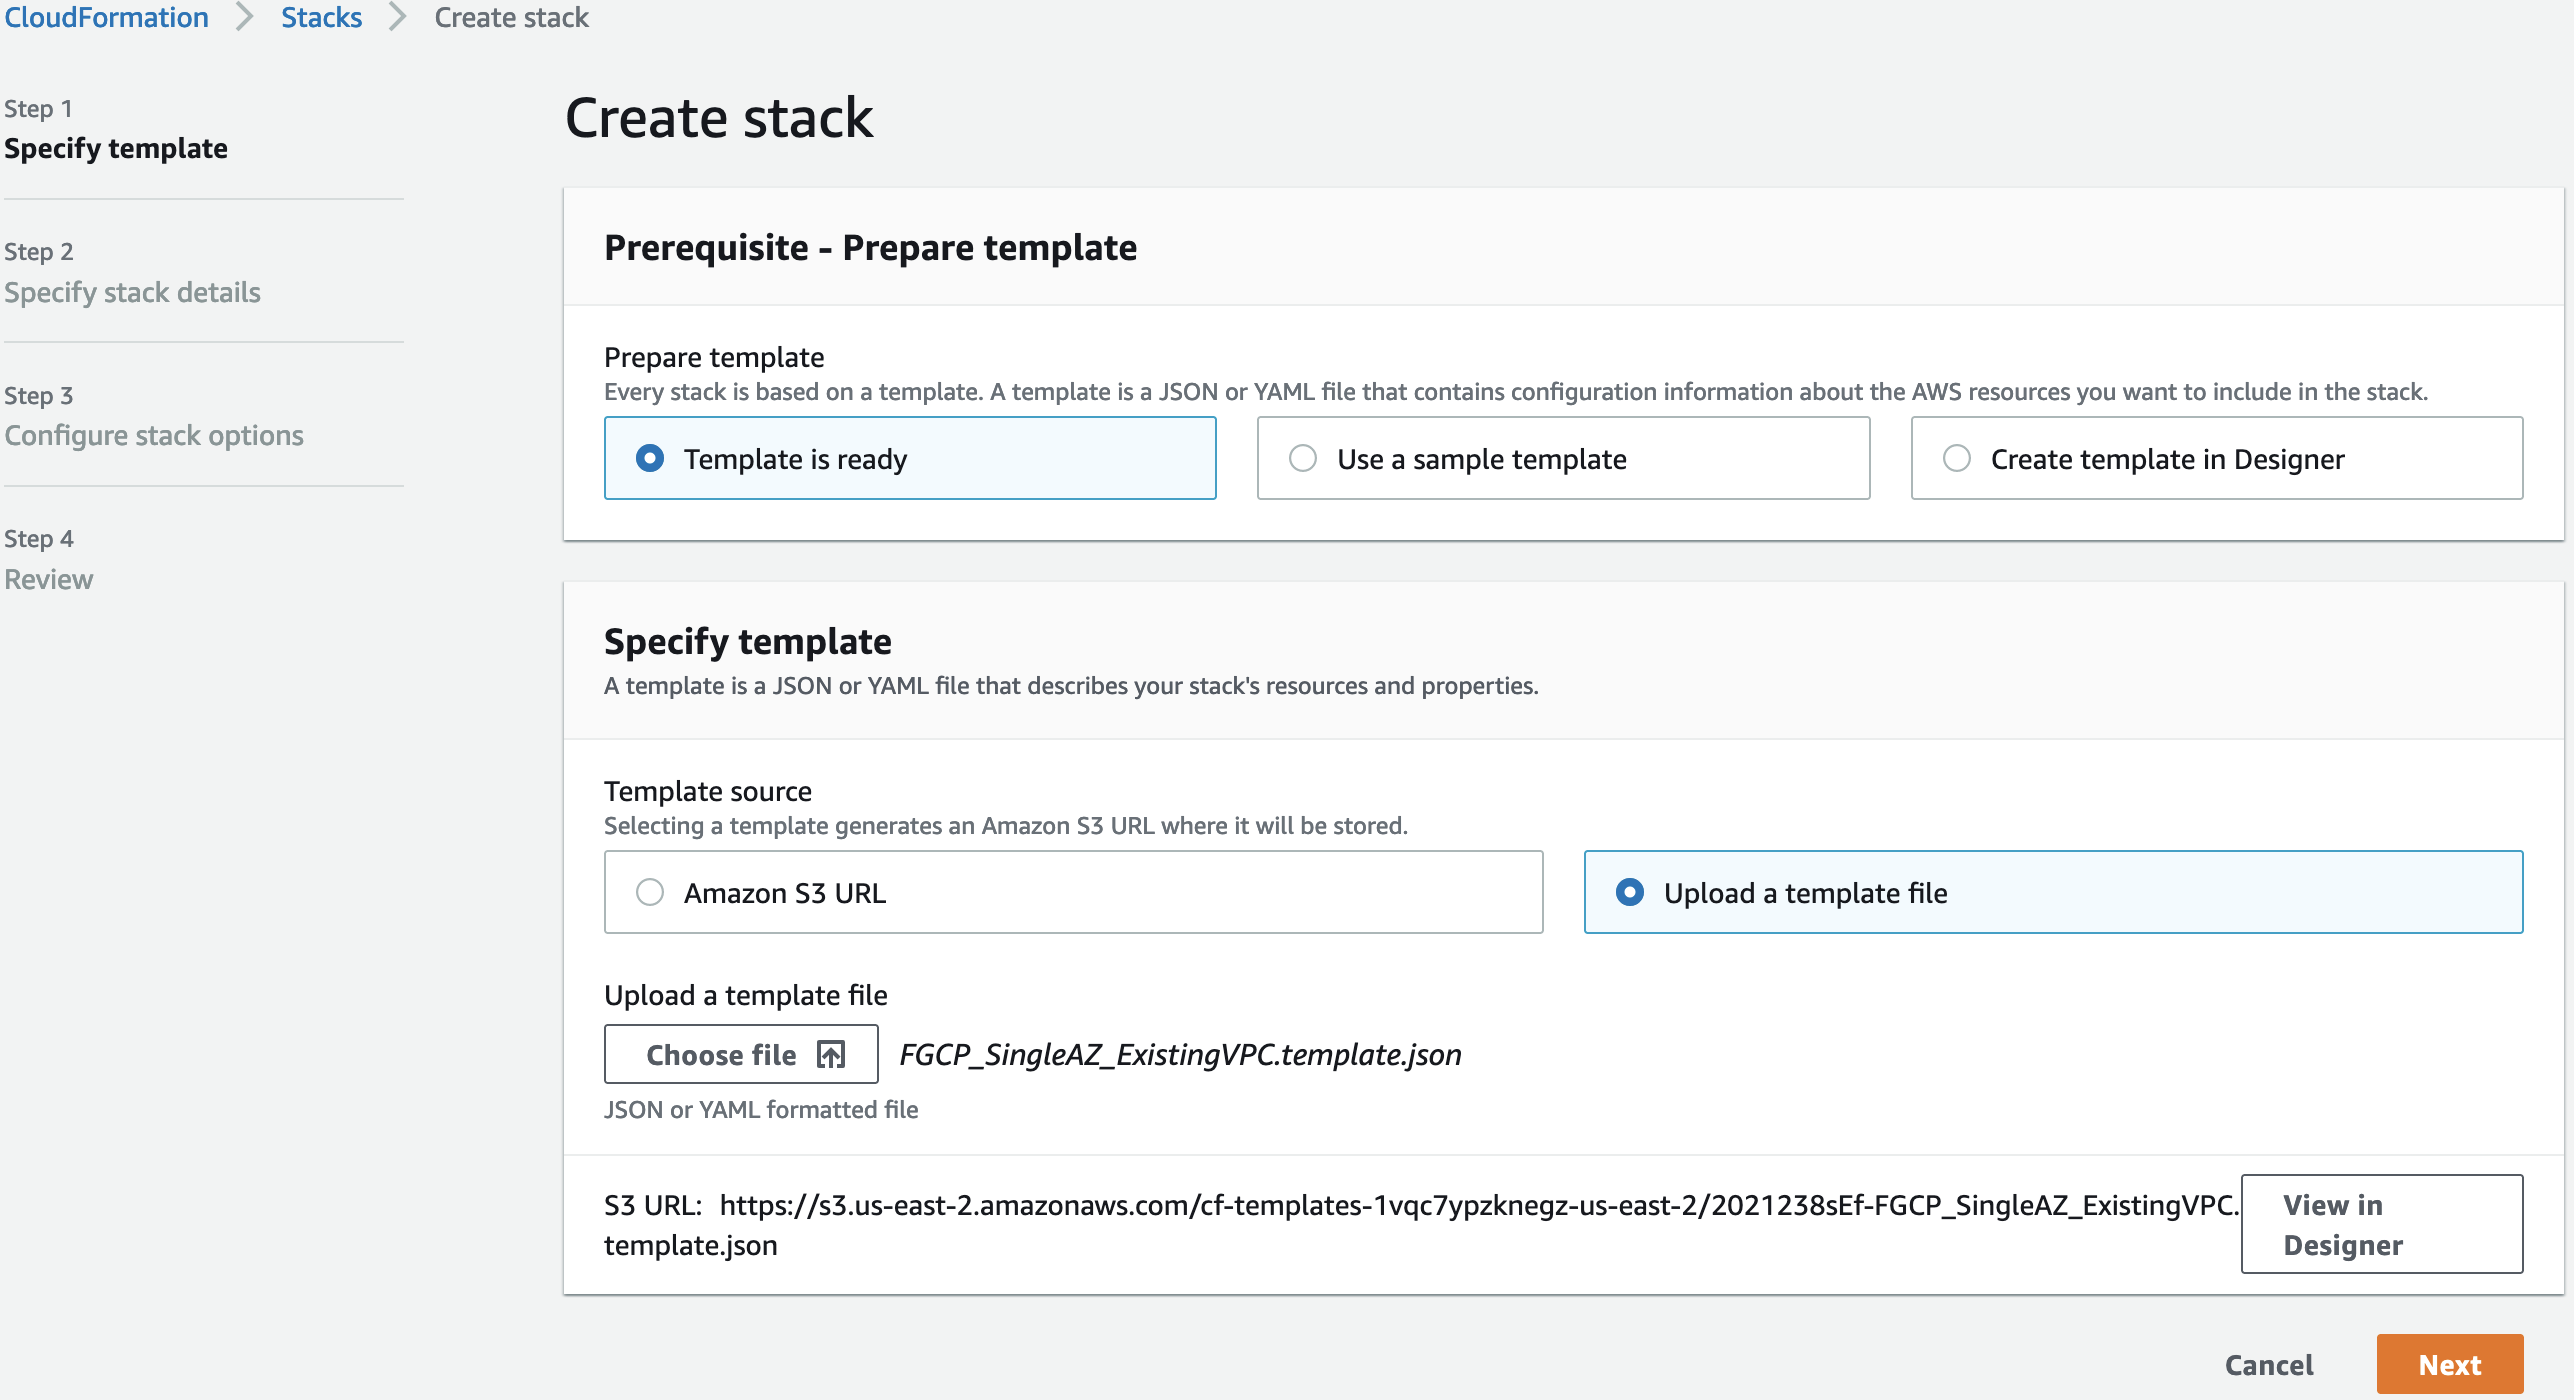 CloudFormation
Stacks
Create stack
Step 1
Specify template
Step 2
Specify stack details
Step 3
Configure stack options
Step 4
Review
Create stack
Prerequisite - Prepare template
Prepare template
Every stack is based on a template. A template is a JSON or YAML file that contains configuration information about the AWS resources you want to include in the stack.
Template is ready
Use a sample template
Create template in Designer
Specify template
A template is a JSON or YAML file that describes your stack's resources and properties.
Template source
Selecting a template generates an Amazon S3 URL where it will be stored.
Amazon S3 URL
Upload a template file
Upload a template file
Choose file
FGCP_SingleAZ_ExistingVPC.template.json
JSON or YAML formatted file
S3 URL: https://s3.us-east-2.amazonaws.com/cf-templates-1vqc7ypzknegz-us-east-2/2021238sEf-FGCP_SingleAZ_ExistingVPC.
template.json
View in
Designer
Cancel
Next